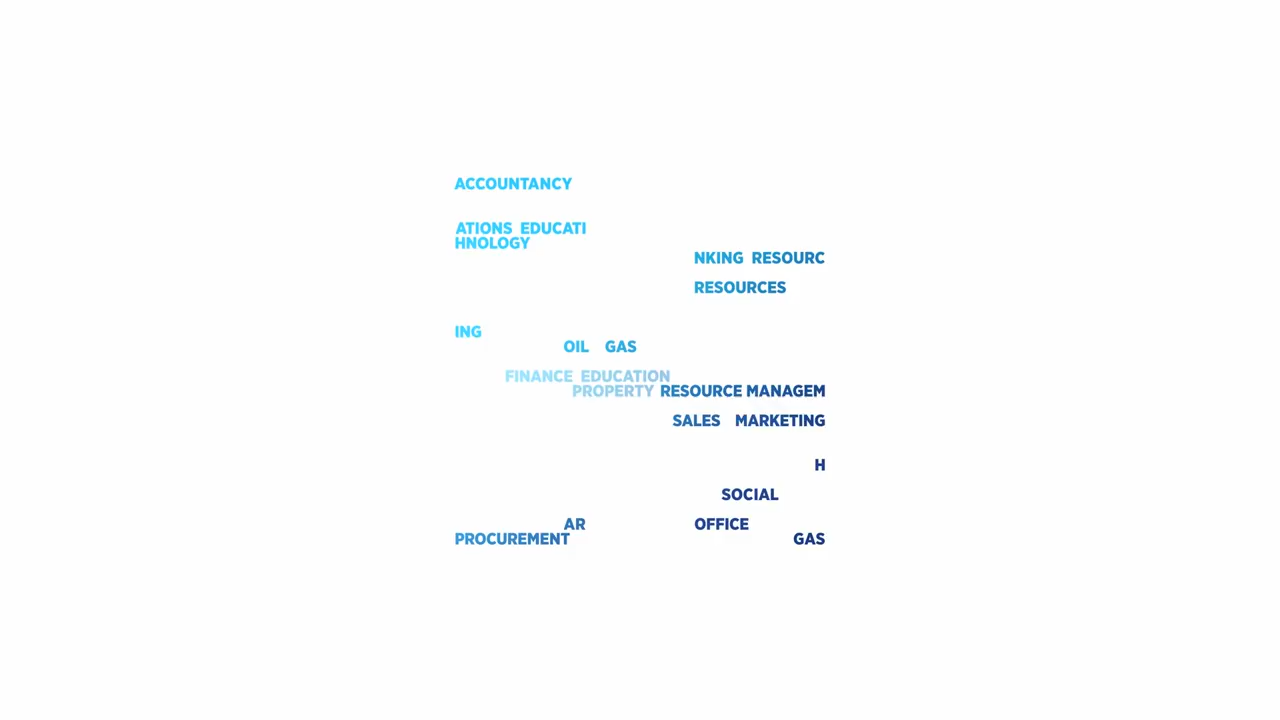 ACCOUNTANCY
ATIONS EDUCATI
HNOLOGY
NKING RESOURC
RESOURCES
ING
OIL GAS
FINANCE EDUCATION
PROPERTY RESOURCE MANAGEM
SALES MARKETING
H
SOCIAL
AR OFFICE
PROCUREMENT GAS